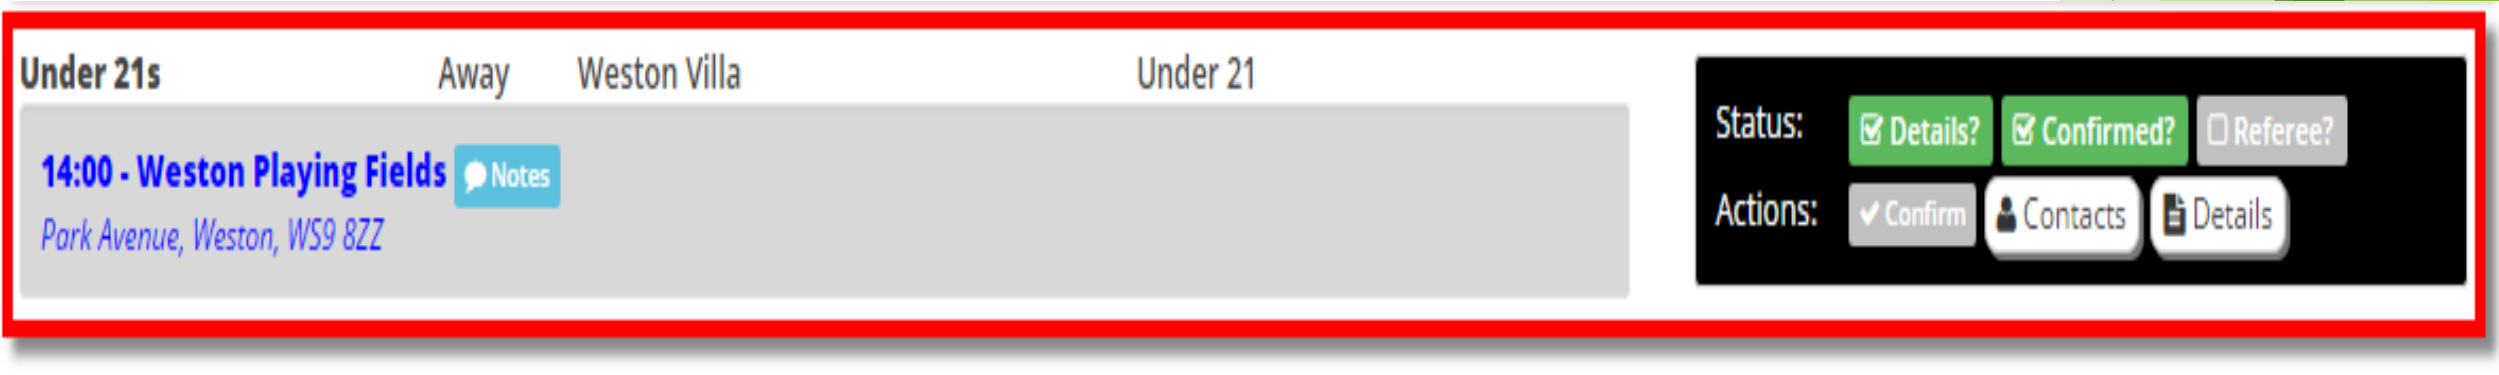 Under 21s Away Weston Villa Under 21
14:00 - Weston Playing Fields Notes
Park Avenue, Weston, WS9 8ZZ
Status: Details? Confirmed? Referee?
Actions: Confirm Contacts Details